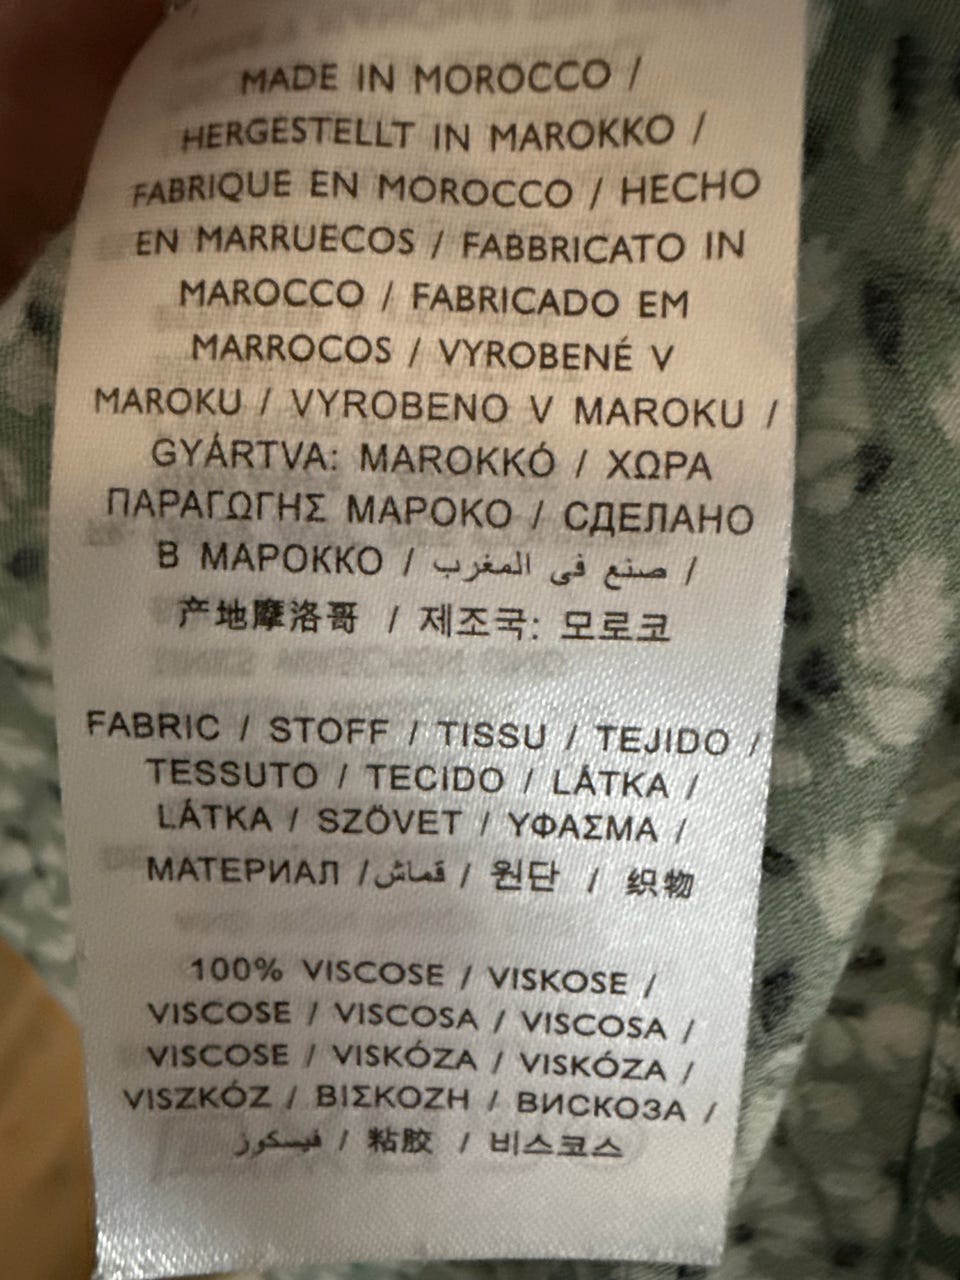 MADE IN MOROCCO /
HERGESTELLT IN MAROKKO /
FABRIQUE EN MOROCCO / HECHO
EN MARRUECOS / FABBRICATO IN
MAROCCO / FABRICADO EM
MARROCOS / VYROBENÉ V
MAROKU / VYROBENO V MAROKU /
GYÁRTVA: MAROKKÓ / ΧΩΡΑ
ΠΑΡΑΓΩΓΗΣ ΜΑΡΟΚΟ / СДЕЛАНО
В МАРОККО / صنع فى المغرب /
产地摩洛哥 / 제조국: 모로코
FABRIC / STOFF / TISSU / TEJIDO /
TESSUTO / TECIDO / LÁTKA /
LÁTKA / SZÖVET / ΥΦΑΣΜΑ /
МАТЕРИАЛ / قماش / 원단 / 织物
100% VISCOSE / VISKOSE /
VISCOSE / VISCOSA / VISCOSA /
VISCOSE / VISKÓZA / VISKÓZA /
VISZKÓZ / ΒΙΣΚΟΖΗ / ВИСКОЗА /
فيسكوز / 粘胶 / 비스코스